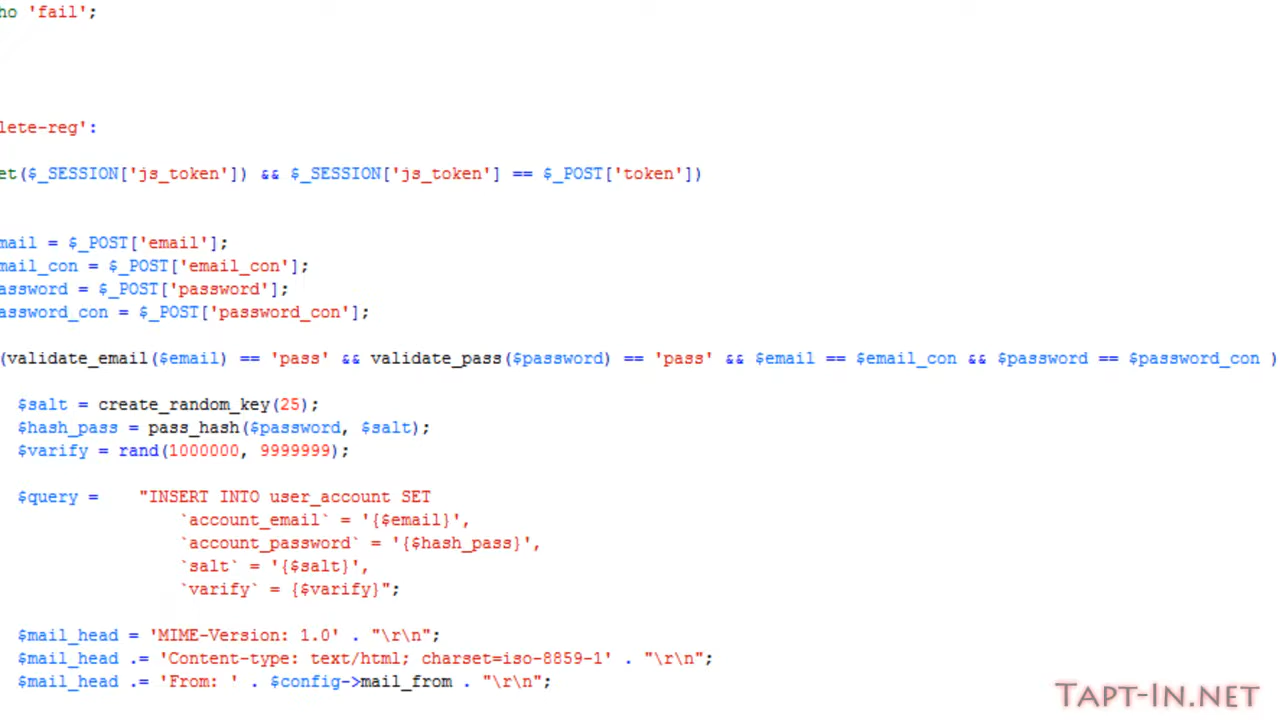 ho 'fail';
lete-reg':
et($_SESSION['js_token']) && $_SESSION['js_token'] == $_POST['token'])
mail = $_POST['email'];
mail_con = $_POST['email_con'];
assword = $_POST['password'];
assword_con = $_POST['password_con'];
(validate_email($email) == 'pass' && validate_pass($password) == 'pass' && $email == $email_con && $password == $password_con )
$salt = create_random_key(25);
$hash_pass = pass_hash($password, $salt);
$varify = rand(1000000, 9999999);
$query = "INSERT INTO user_account SET
`account_email` = '{$email}',
`account_password` = '{$hash_pass}',
`salt` = '{$salt}',
`varify` = {$varify}";
$mail_head = 'MIME-Version: 1.0' . "\r\n";
$mail_head .= 'Content-type: text/html; charset=iso-8859-1' . "\r\n";
$mail_head .= 'From: ' . $config->mail_from . "\r\n";
TAPT-IN.NET